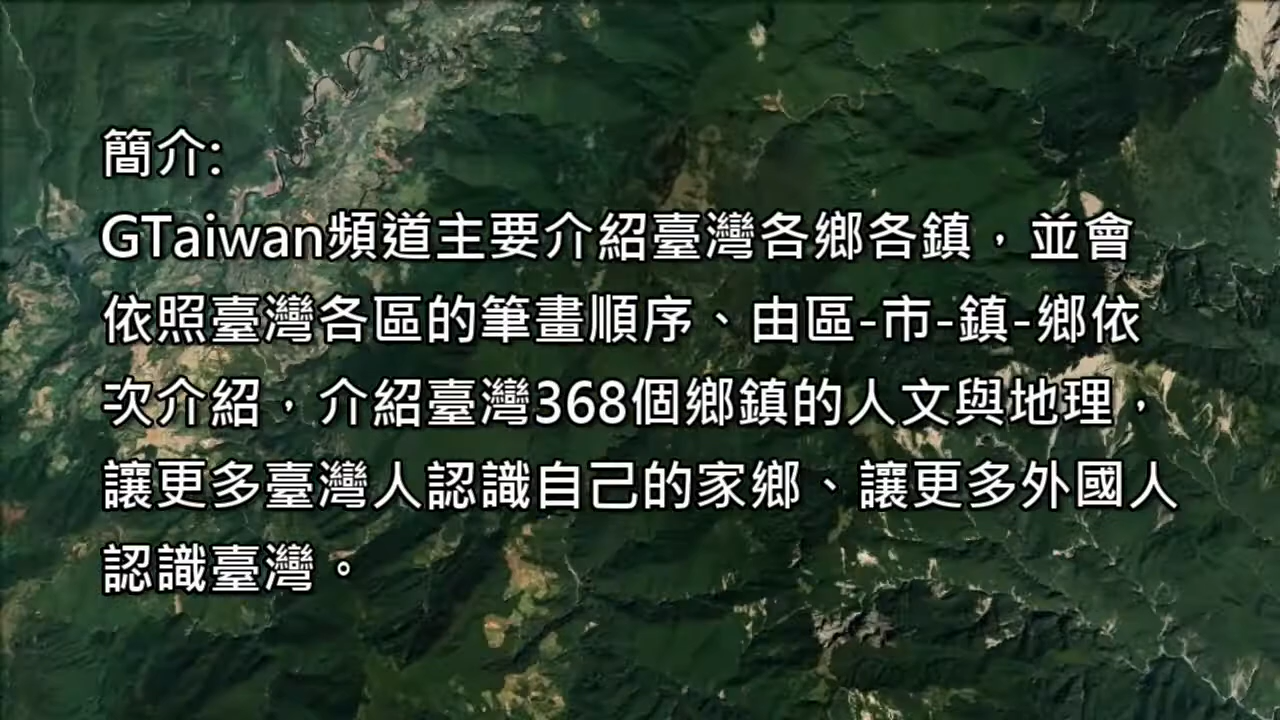 簡介:
GTaiwan頻道主要介紹臺灣各鄉各鎮，並會
依照臺灣各區的筆畫順序、由區-市-鎮-鄉依
次介紹，介紹臺灣368個鄉鎮的人文與地理，
讓更多臺灣人認識自己的家鄉、讓更多外國人
認識臺灣。